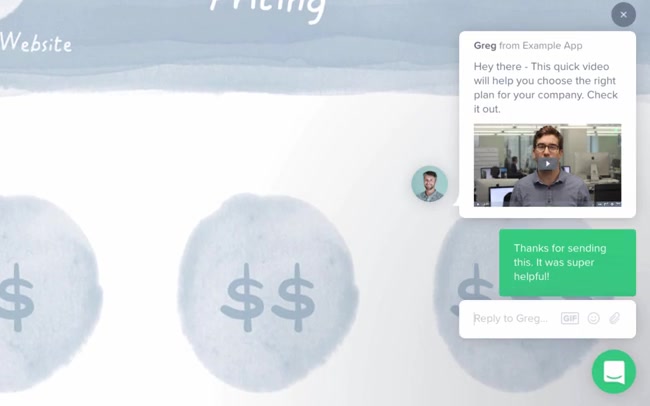 Pricing
Website
Greg from Example App
Hey there - This quick video
will help you choose the right
plan for your company. Check
it out.
$
$$
Thanks for sending
this. It was super
helpful!
Reply to Greg...
GIF